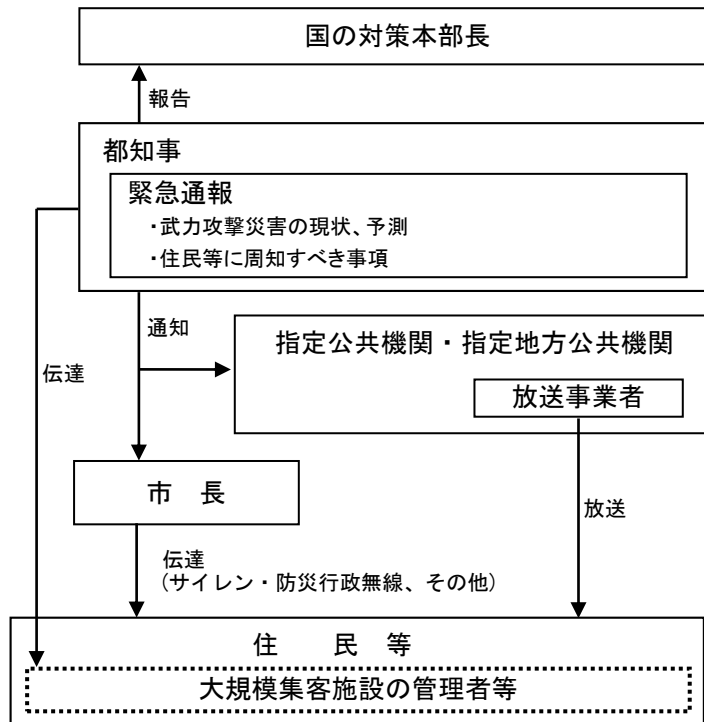 国の対策本部長
報告
都知事
緊急通報
・武力攻撃災害の現状、予測
・住民等に周知すべき事項
通知
指定公共機関・指定地方公共機関
伝達
放送事業者
市　長
放送
伝達
(サイレン・防災行政無線、その他)
住　民　等
大規模集客施設の管理者等